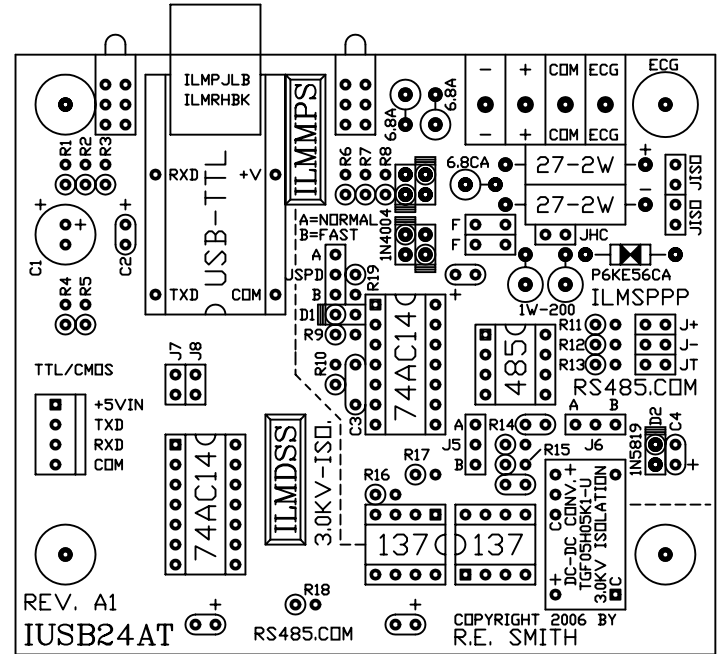 ILMPJLB
ILMRHBK
ILMMPS
- + COM ECG
ECG
- + COM ECG
6.8A
6.8A
R1
R2
R3
R6
R7
R8
RXD
+V
USB-TTL
6.8CA
27-2W
+
27-2W
-
JISO
JISO
A=NORMAL
B=FAST
1N4004
F
F
JHC
C1
+
+
C2
+
A
JSPD
B
R19
P6KE56CA
R4
R5
TXD
COM
D1
+
1W-200
ILMSPPP
R9
R11
J+
R12
J-
R13
JT
J7
J8
R10
74AC14
485
RS485.COM
TTL/CMOS
+5VIN
TXD
RXD
COM
C3
A
J5
B
R14
A B
J6
D2
C4
+
1N5819
R15
74AC14
ILMDSS
3.0KV-ISO.
R17
R16
137
137
DC-DC CONV.
TGF05H05K1-U
3.0KV ISOLATION
+
C
+
C
REV. A1
IUSB24AT
+
R18
RS485.COM
+
COPYRIGHT 2006 BY
R.E. SMITH